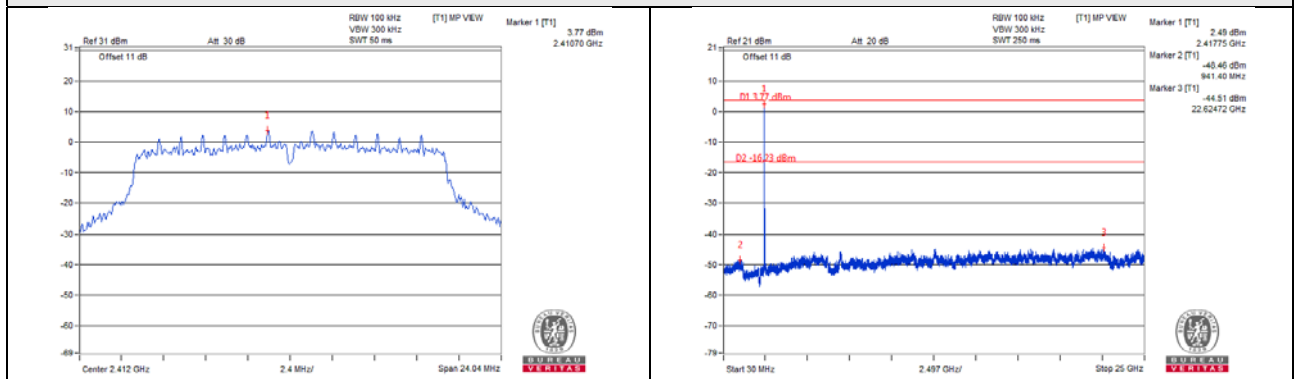 RBW 100 kHz [T1] MP VIEW Marker 1 [T1]
VBW 300 kHz 3.77 dBm
Ref 31 dBm Att 30 dB SWT 50 ms 2.41070 GHz
31
Offset 11 dB
20
10
1
0
-10
-20
-30
-40
-50
-60
-69
Center 2.412 GHz 2.4 MHz/ Span 24.04 MHz
BUREAU VERITAS
1828
BUREAU
VERITAS
RBW 100 kHz [T1] MP VIEW Marker 1 [T1]
VBW 300 kHz 2.49 dBm
Ref 21 dBm Att 20 dB SWT 250 ms 2.41775 GHz
21
Offset 11 dB
Marker 2 [T1]
-48.46 dBm
941.40 MHz
Marker 3 [T1]
-44.51 dBm
22.62472 GHz
10
1
D1 3.77 dBm
0
-10
D2 -16.23 dBm
-20
-30
-40
2
3
-50
-60
-70
-79
Start 30 MHz 2.497 GHz/ Stop 25 GHz
BUREAU VERITAS
1828
BUREAU
VERITAS